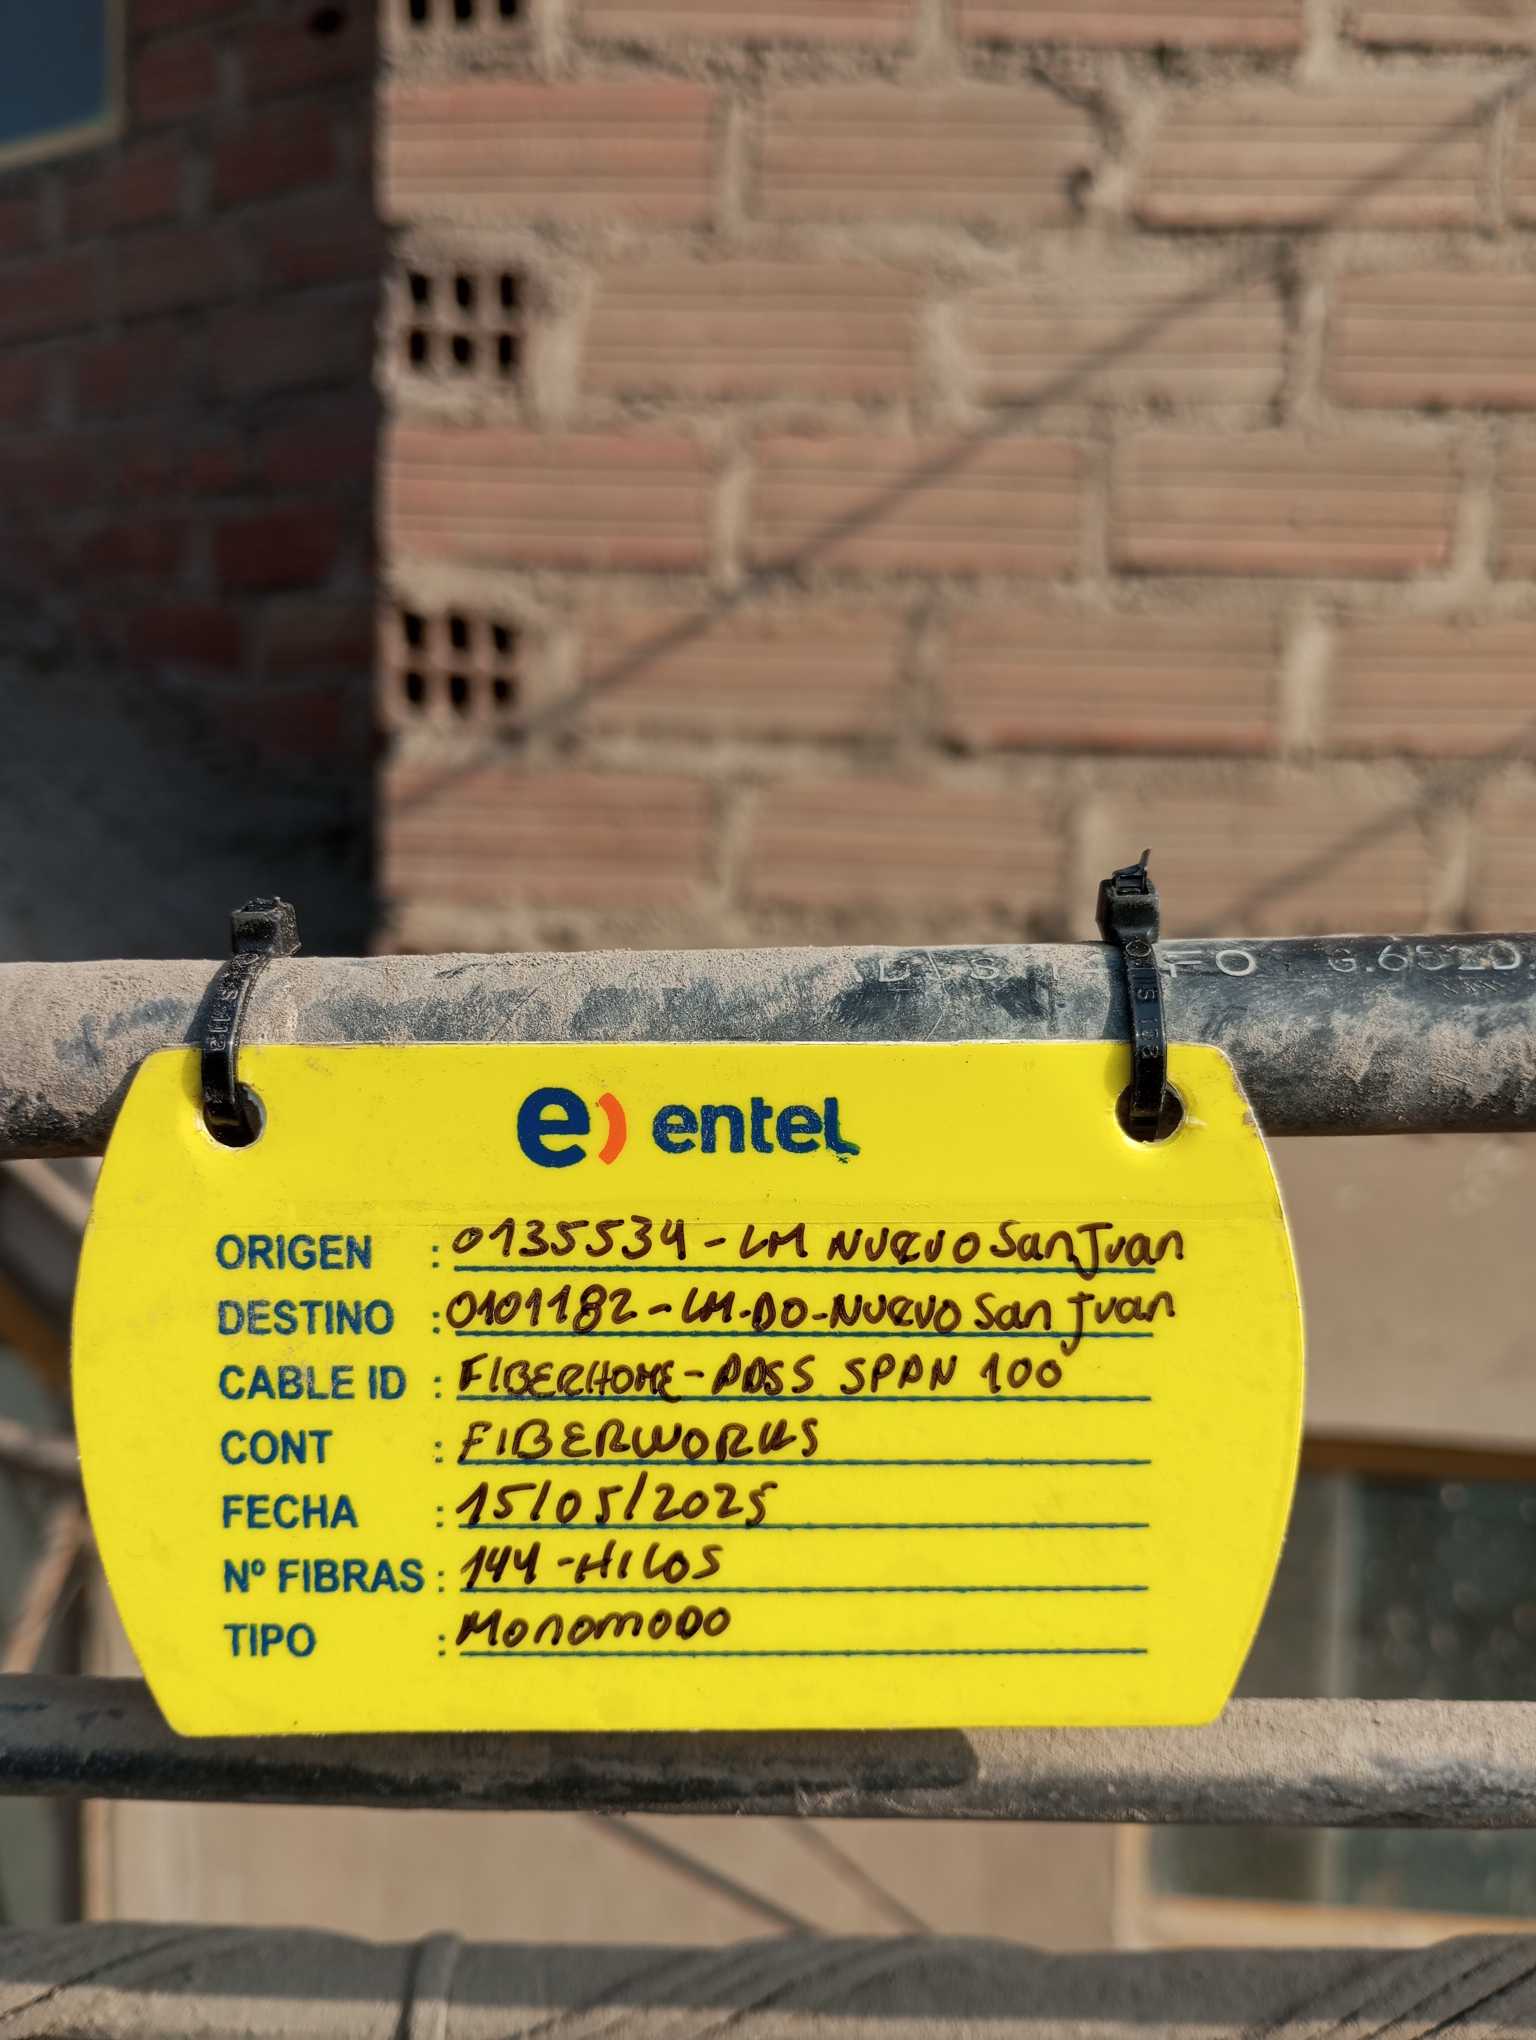 G.652D
e) entel
ORIGEN : 0135534 - LM NUEVO San Juan
DESTINO : 0101182 - LM-DO-NUEVO San Juan
CABLE ID : FIBERHOME - ADSS SPAN 100
CONT : FIBERWORKS
FECHA : 15/05/2025
Nº FIBRAS : 144 - HILOS
TIPO : MONOMODO